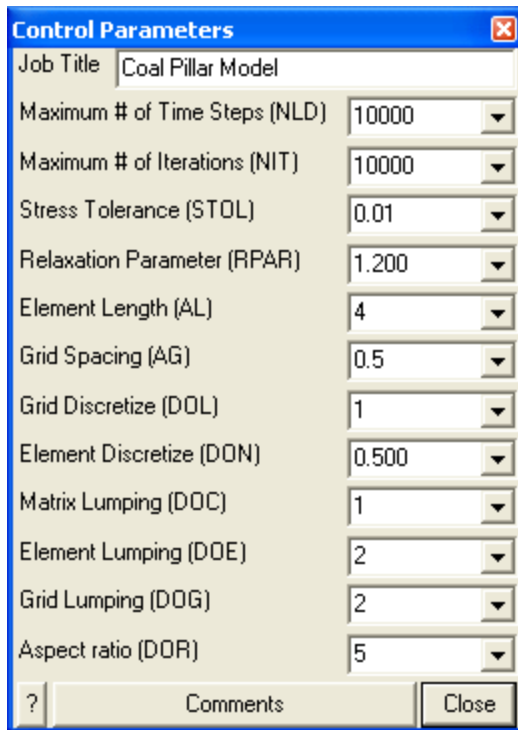 Control Parameters
Job Title Coal Pillar Model
Maximum # of Time Steps (NLD) 10000
Maximum # of Iterations (NIT) 10000
Stress Tolerance (STOL) 0.01
Relaxation Parameter (RPAR) 1.200
Element Length (AL) 4
Grid Spacing (AG) 0.5
Grid Discretize (DOL) 1
Element Discretize (DON) 0.500
Matrix Lumping (DOC) 1
Element Lumping (DOE) 2
Grid Lumping (DOG) 2
Aspect ratio (DOR) 5
? Comments Close